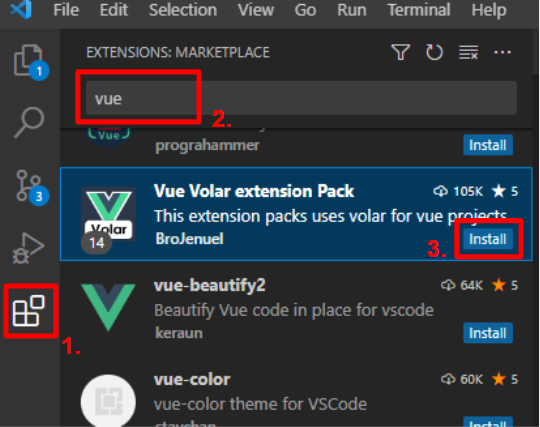 File Edit Selection View Go Run Terminal Help
EXTENSIONS: MARKETPLACE
1
vue
2.
Vue
prograhammer Install
3
Vue Volar extension Pack 105K 5
This extension packs uses volar for vue projects
Volar
14
BroJenuel
3. Install
vue-beautify2 64K 5
Beautify Vue code in place for vscode
keraun Install
1.
vue-color 60K 5
vue-color theme for VSCode
Install